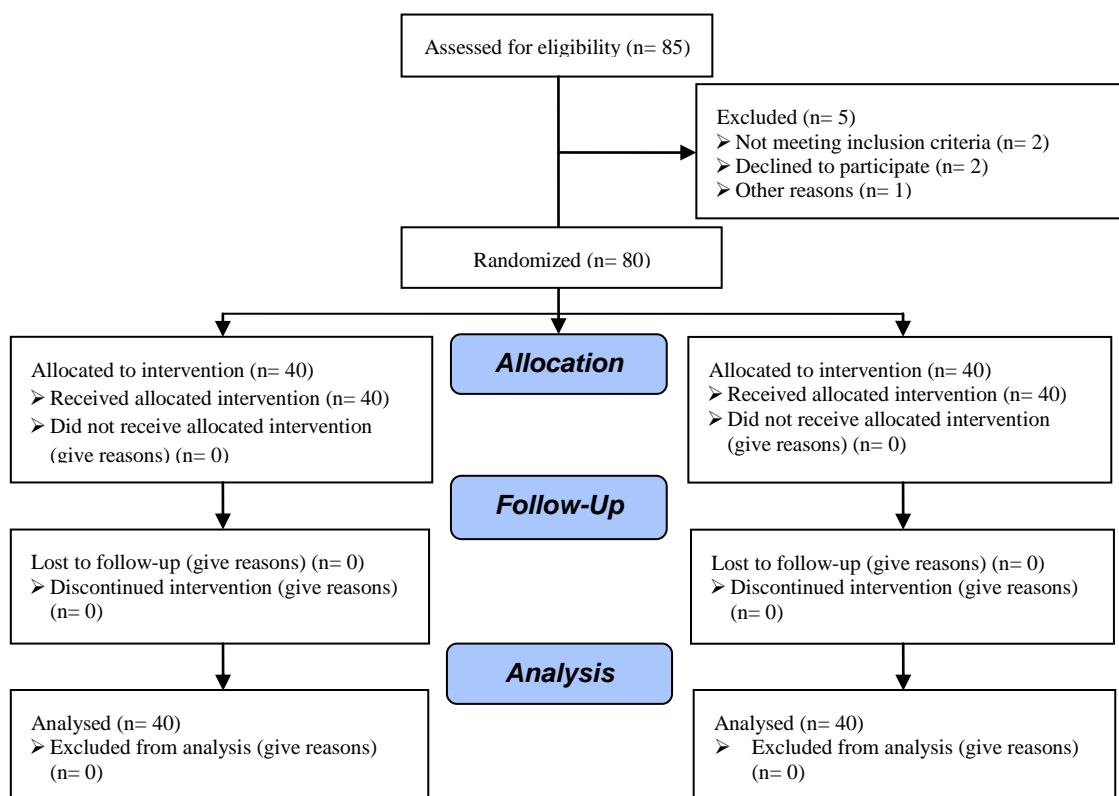 Assessed for eligibility (n= 85)
Excluded (n= 5)
➢ Not meeting inclusion criteria (n= 2)
➢ Declined to participate (n= 2)
➢ Other reasons (n= 1)
Randomized (n= 80)
Allocation
Allocated to intervention (n= 40)
➢ Received allocated intervention (n= 40)
➢ Did not receive allocated intervention
(give reasons) (n= 0)
Allocated to intervention (n= 40)
➢ Received allocated intervention (n= 40)
➢ Did not receive allocated intervention
(give reasons) (n= 0)
Follow-Up
Lost to follow-up (give reasons) (n= 0)
➢ Discontinued intervention (give reasons)
(n= 0)
Lost to follow-up (give reasons) (n= 0)
➢ Discontinued intervention (give reasons)
(n= 0)
Analysis
Analysed (n= 40)
➢ Excluded from analysis (give reasons)
(n= 0)
Analysed (n= 40)
➢ Excluded from analysis (give reasons)
(n= 0)